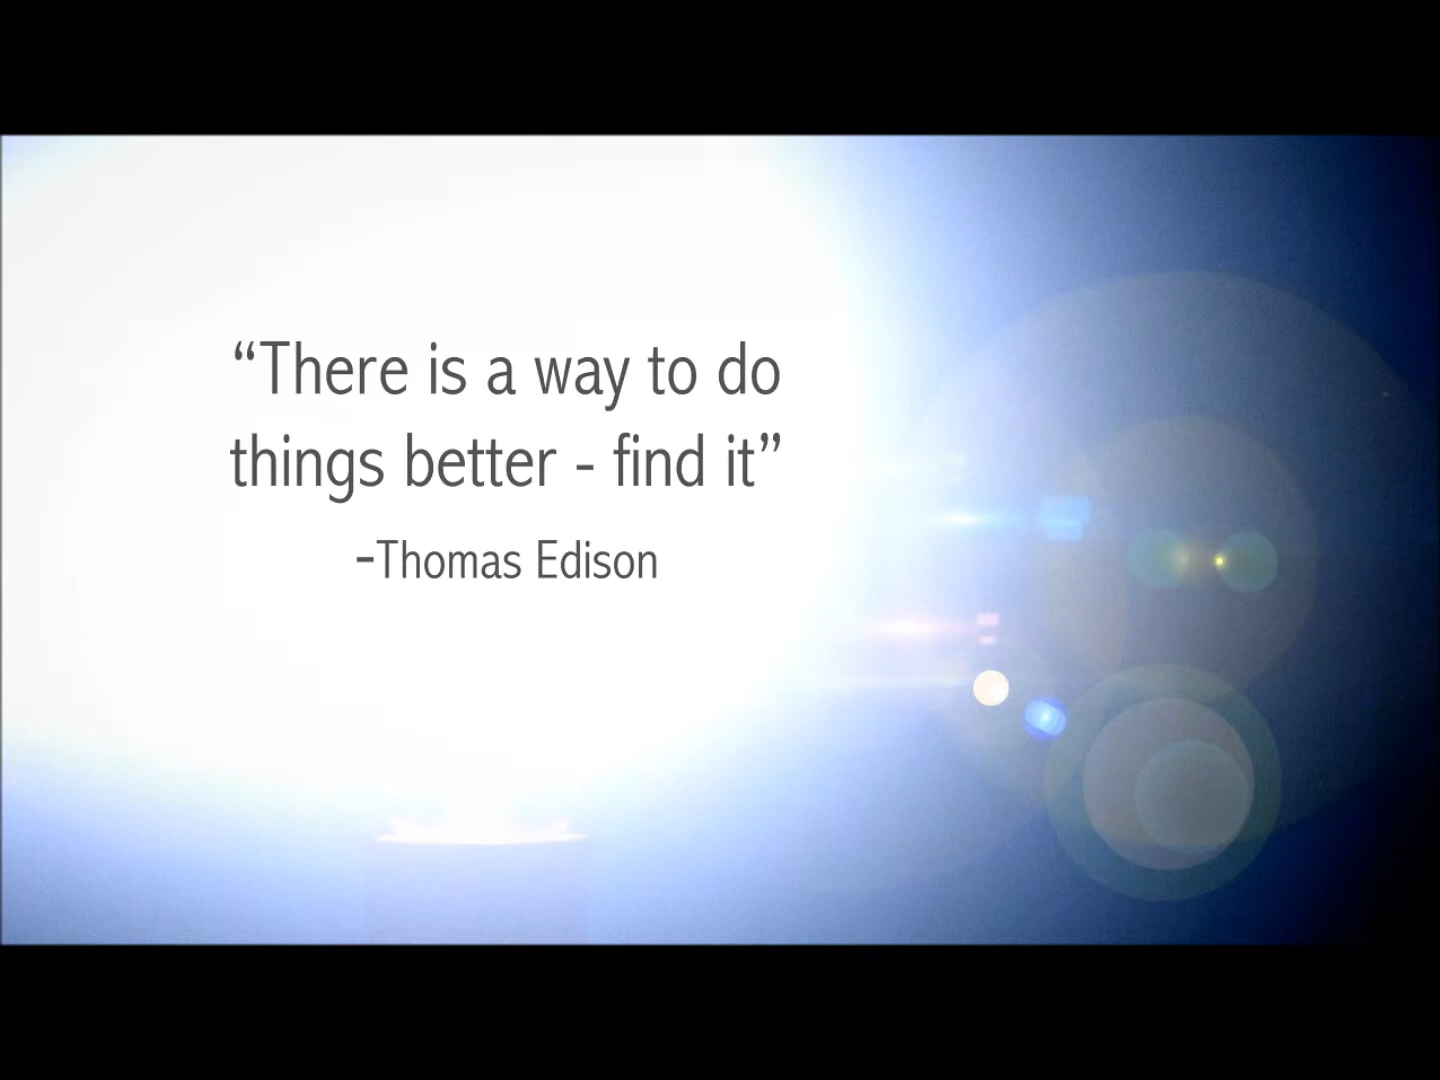 “There is a way to do
things better - find it”
-Thomas Edison